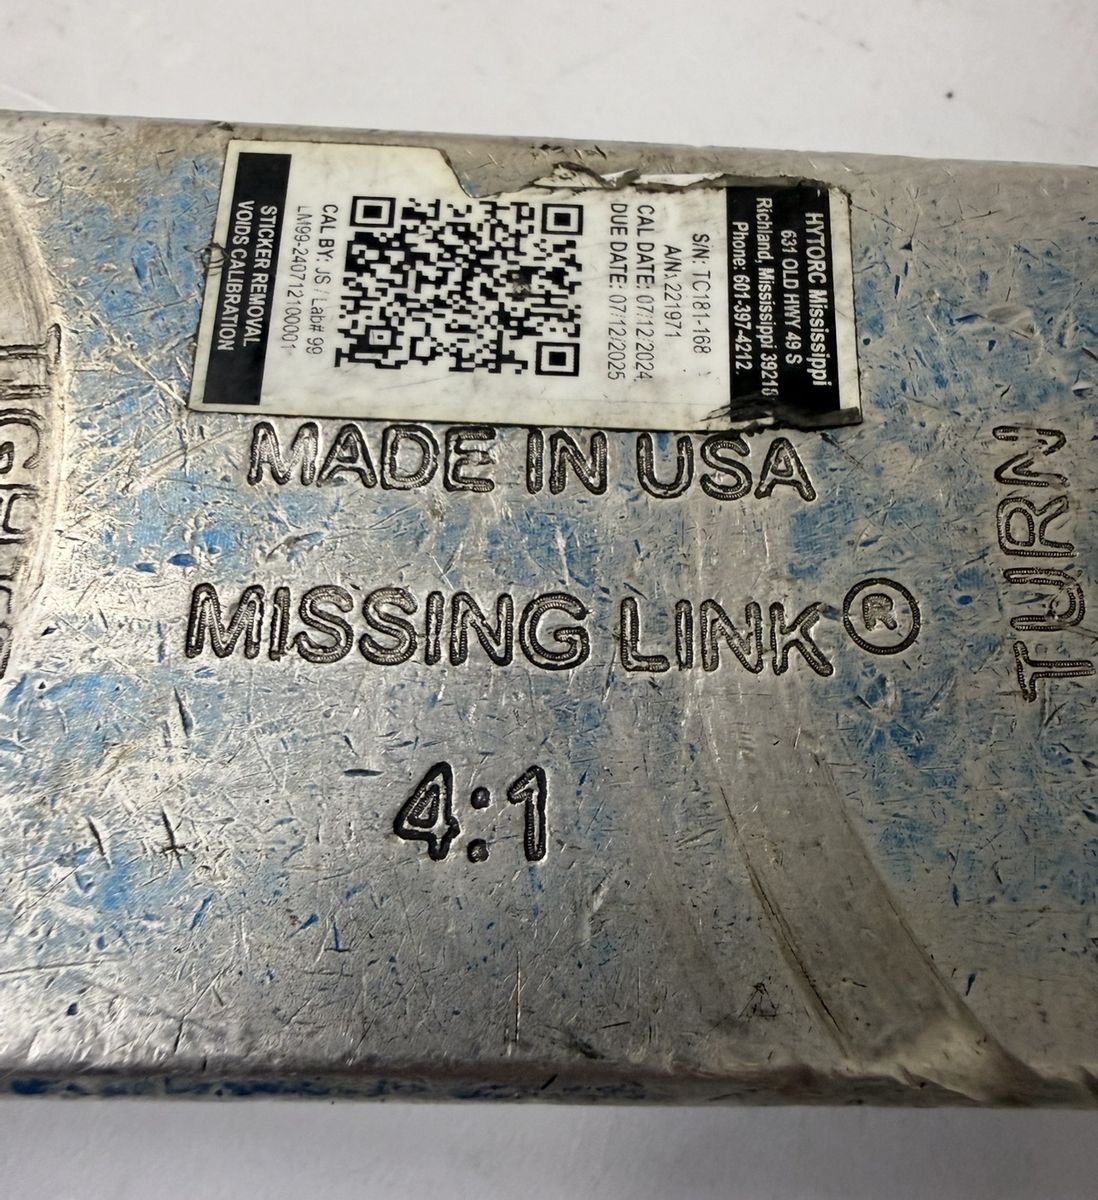 HYTORC Mississippi
631 OLD HWY 49 S
Richland, Mississippi 39218
Phone: 601-397-4212
S/N: TC181-168
A/N: 221971
CAL DATE: 07/12/2024
DUE DATE: 07/12/2025
CAL BY: JS / Lab# 99
LM99-240712100001
STICKER REMOVAL
VOIDS CALIBRATION
MADE IN USA
MISSING LINK®
4:1
TURN